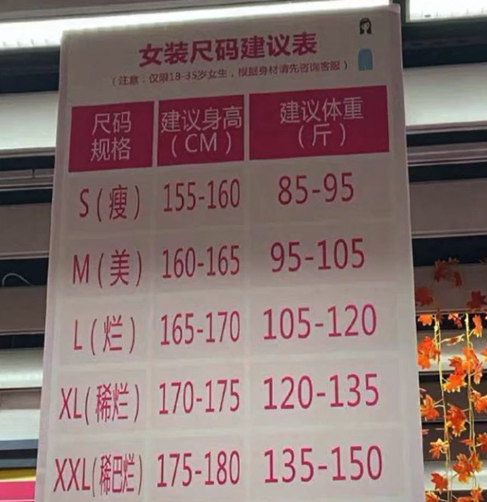 女装尺码建议表
（注意：仅限18-35岁女生，根据身材请先咨询客服）
尺码规格 建议身高（CM） 建议体重（斤）
S（瘦） 155-160 85-95
M（美） 160-165 95-105
L（烂） 165-170 105-120
XL（稀烂） 170-175 120-135
XXL（稀巴烂） 175-180 135-150